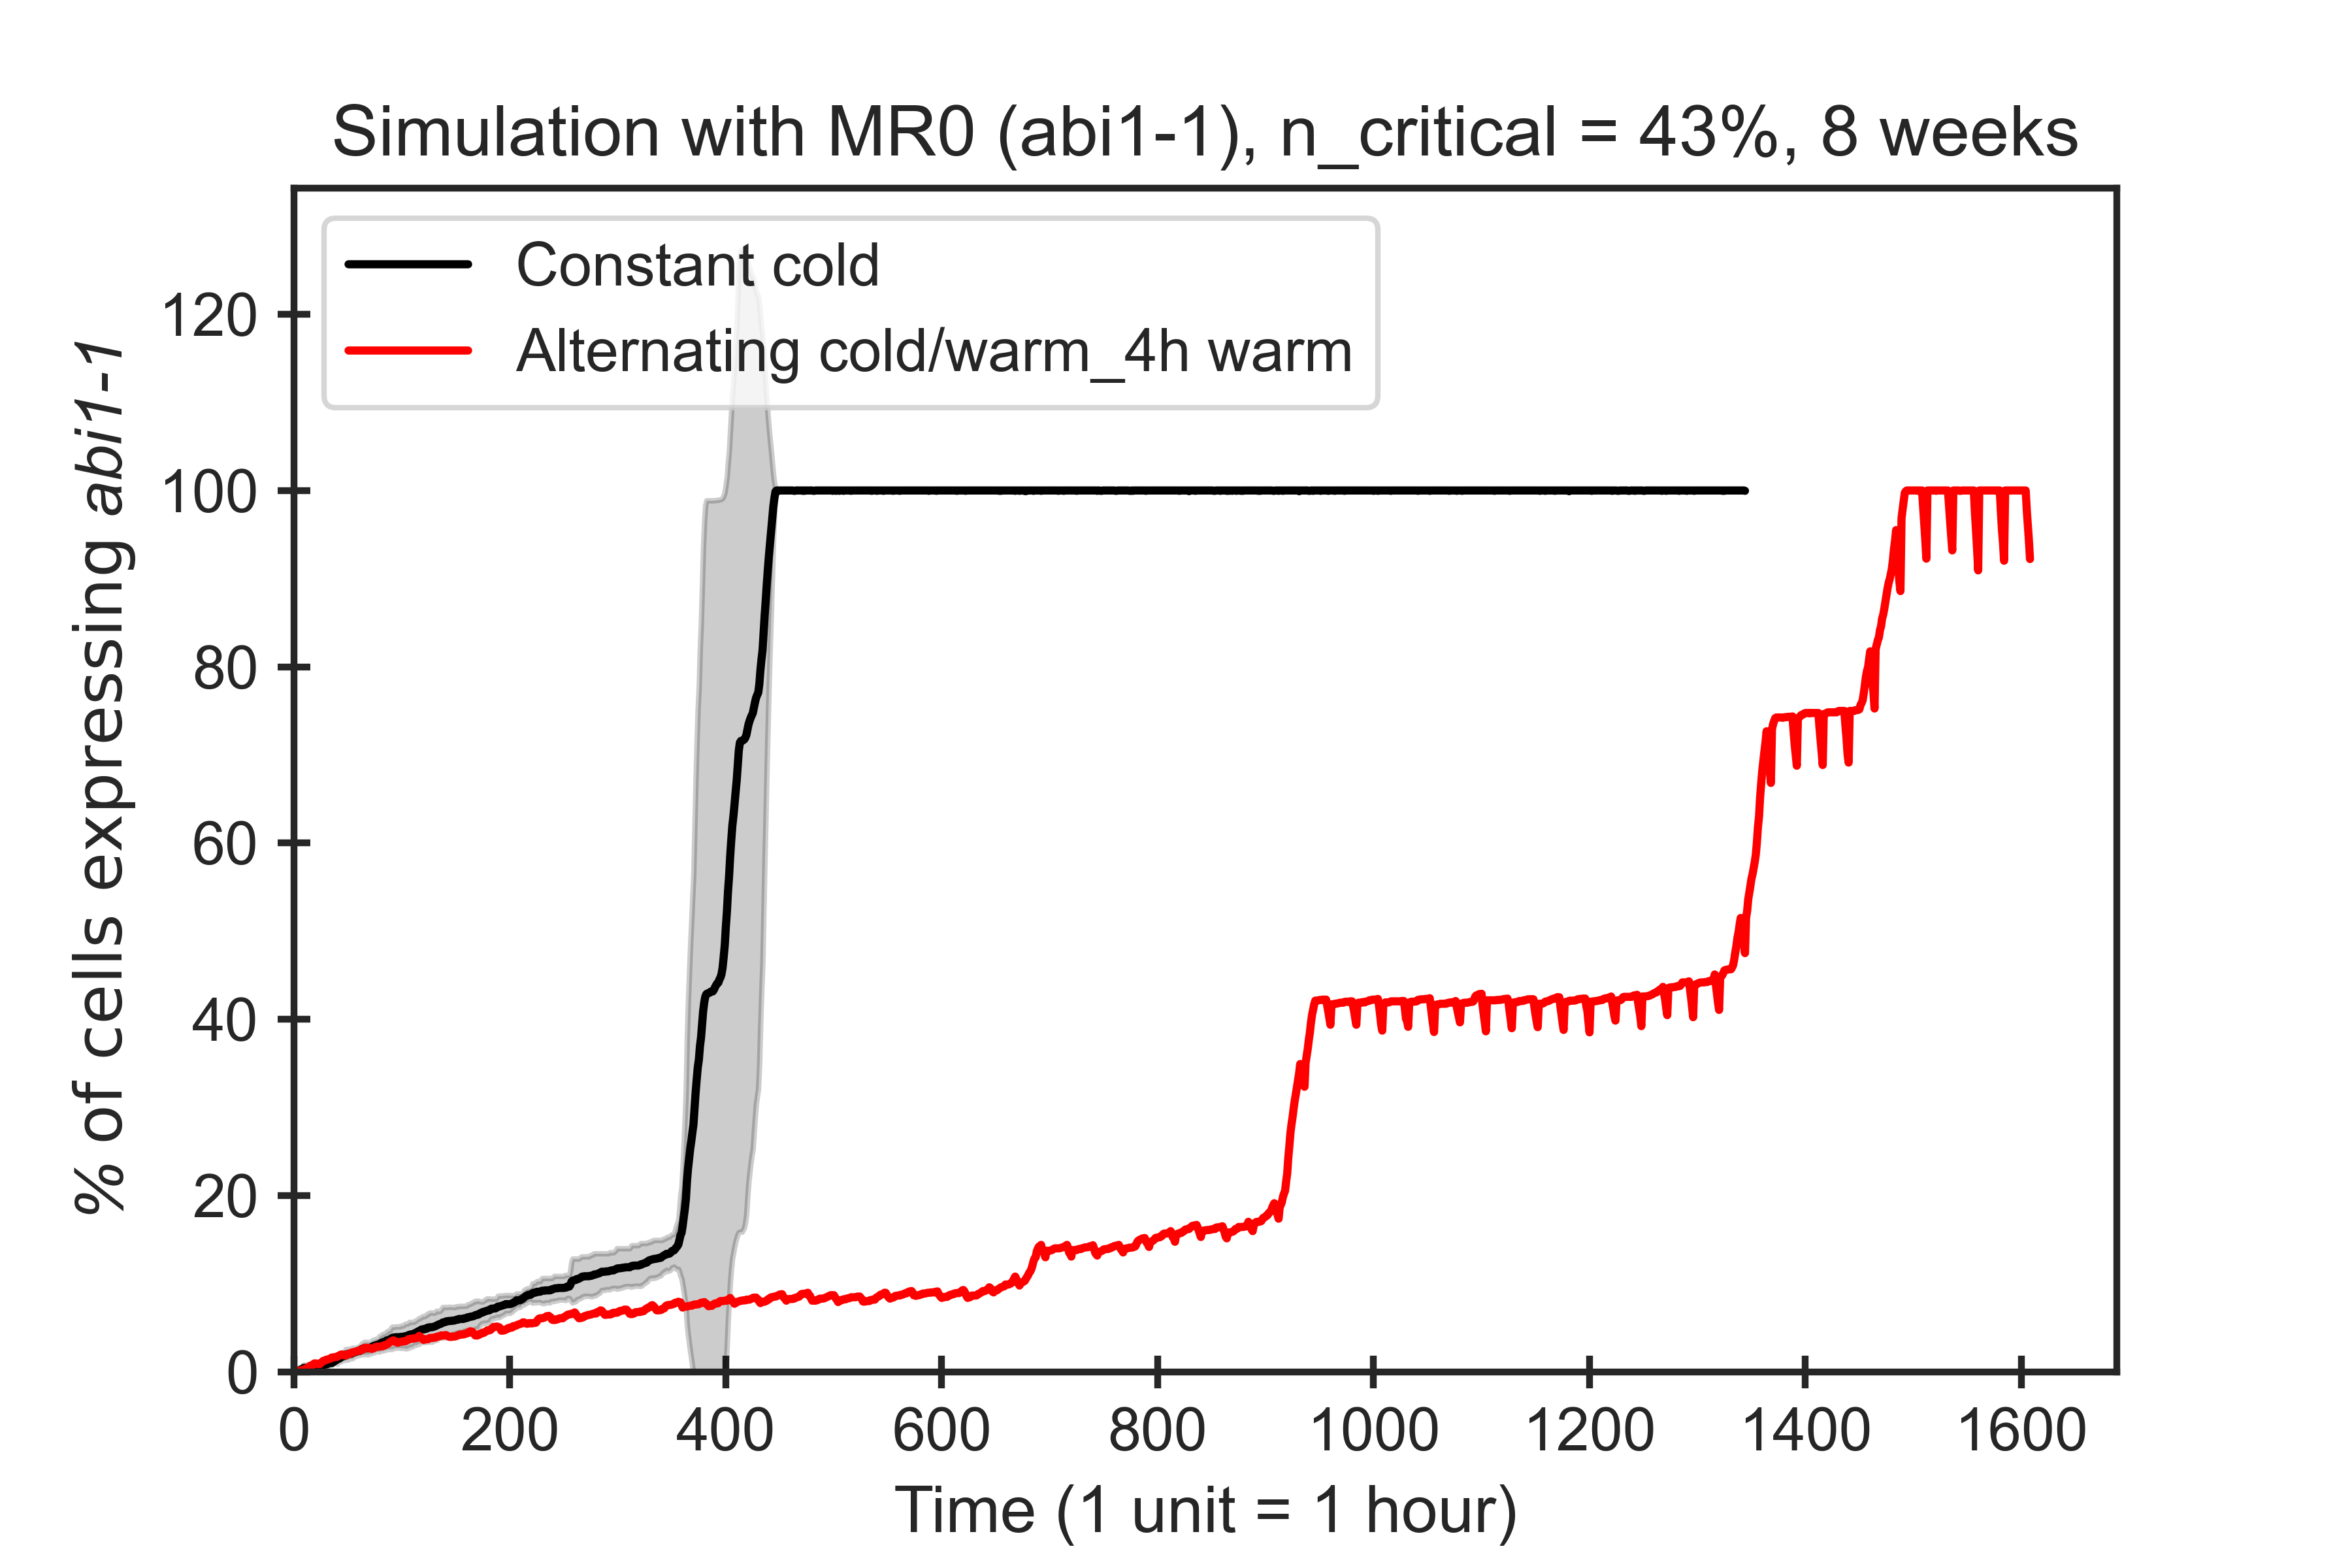 Simulation with MR0 (abi1-1), n_critical = 43%, 8 weeks
Constant cold
Alternating cold/warm_4h warm
% of cells expressing abi1-1
120
100
80
60
40
20
0
0 200 400 600 800 1000 1200 1400 1600
Time (1 unit = 1 hour)